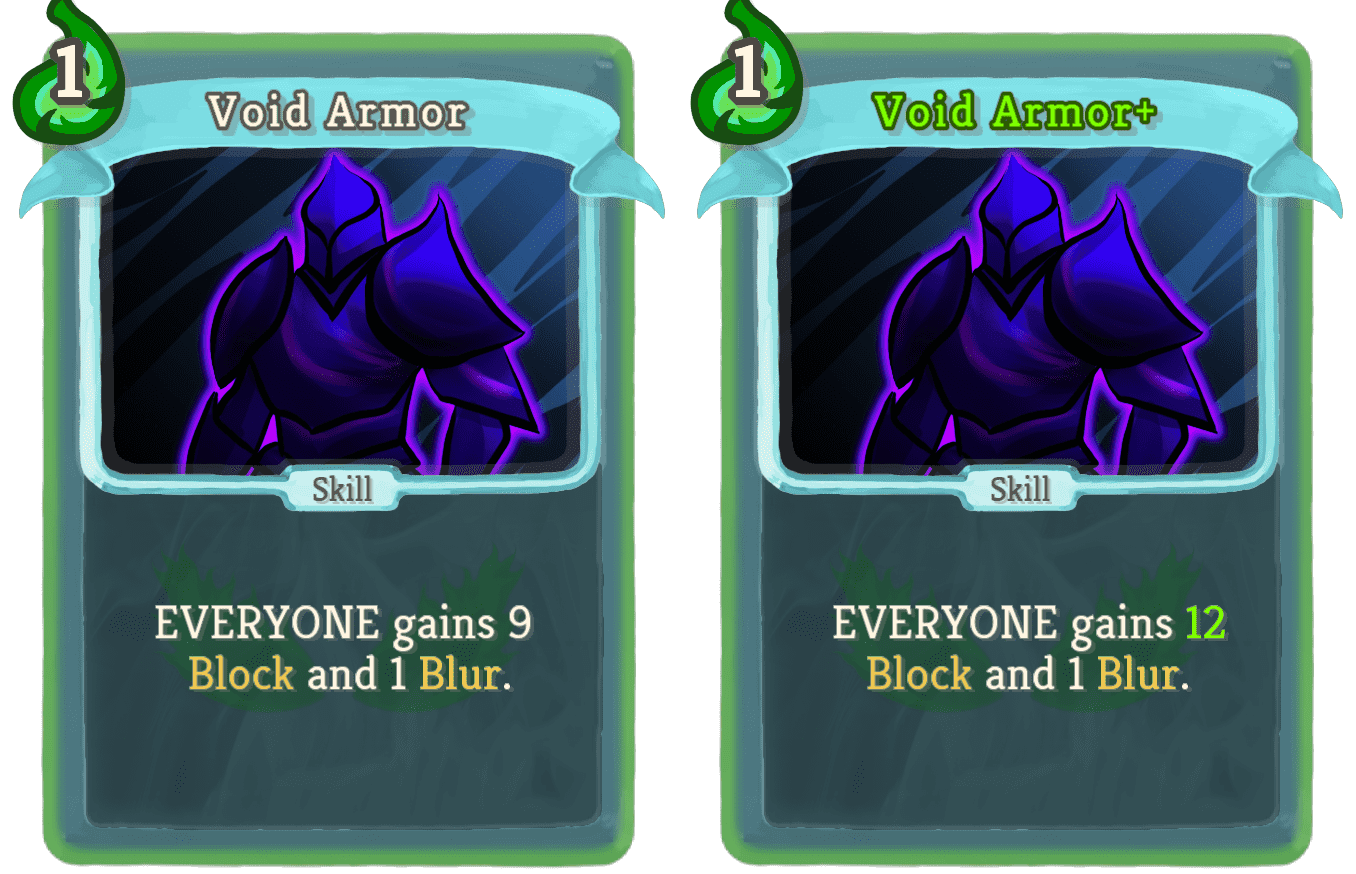 1
Void Armor
Skill
EVERYONE gains 9
Block and 1 Blur.
1
Void Armor+
Skill
EVERYONE gains 12
Block and 1 Blur.